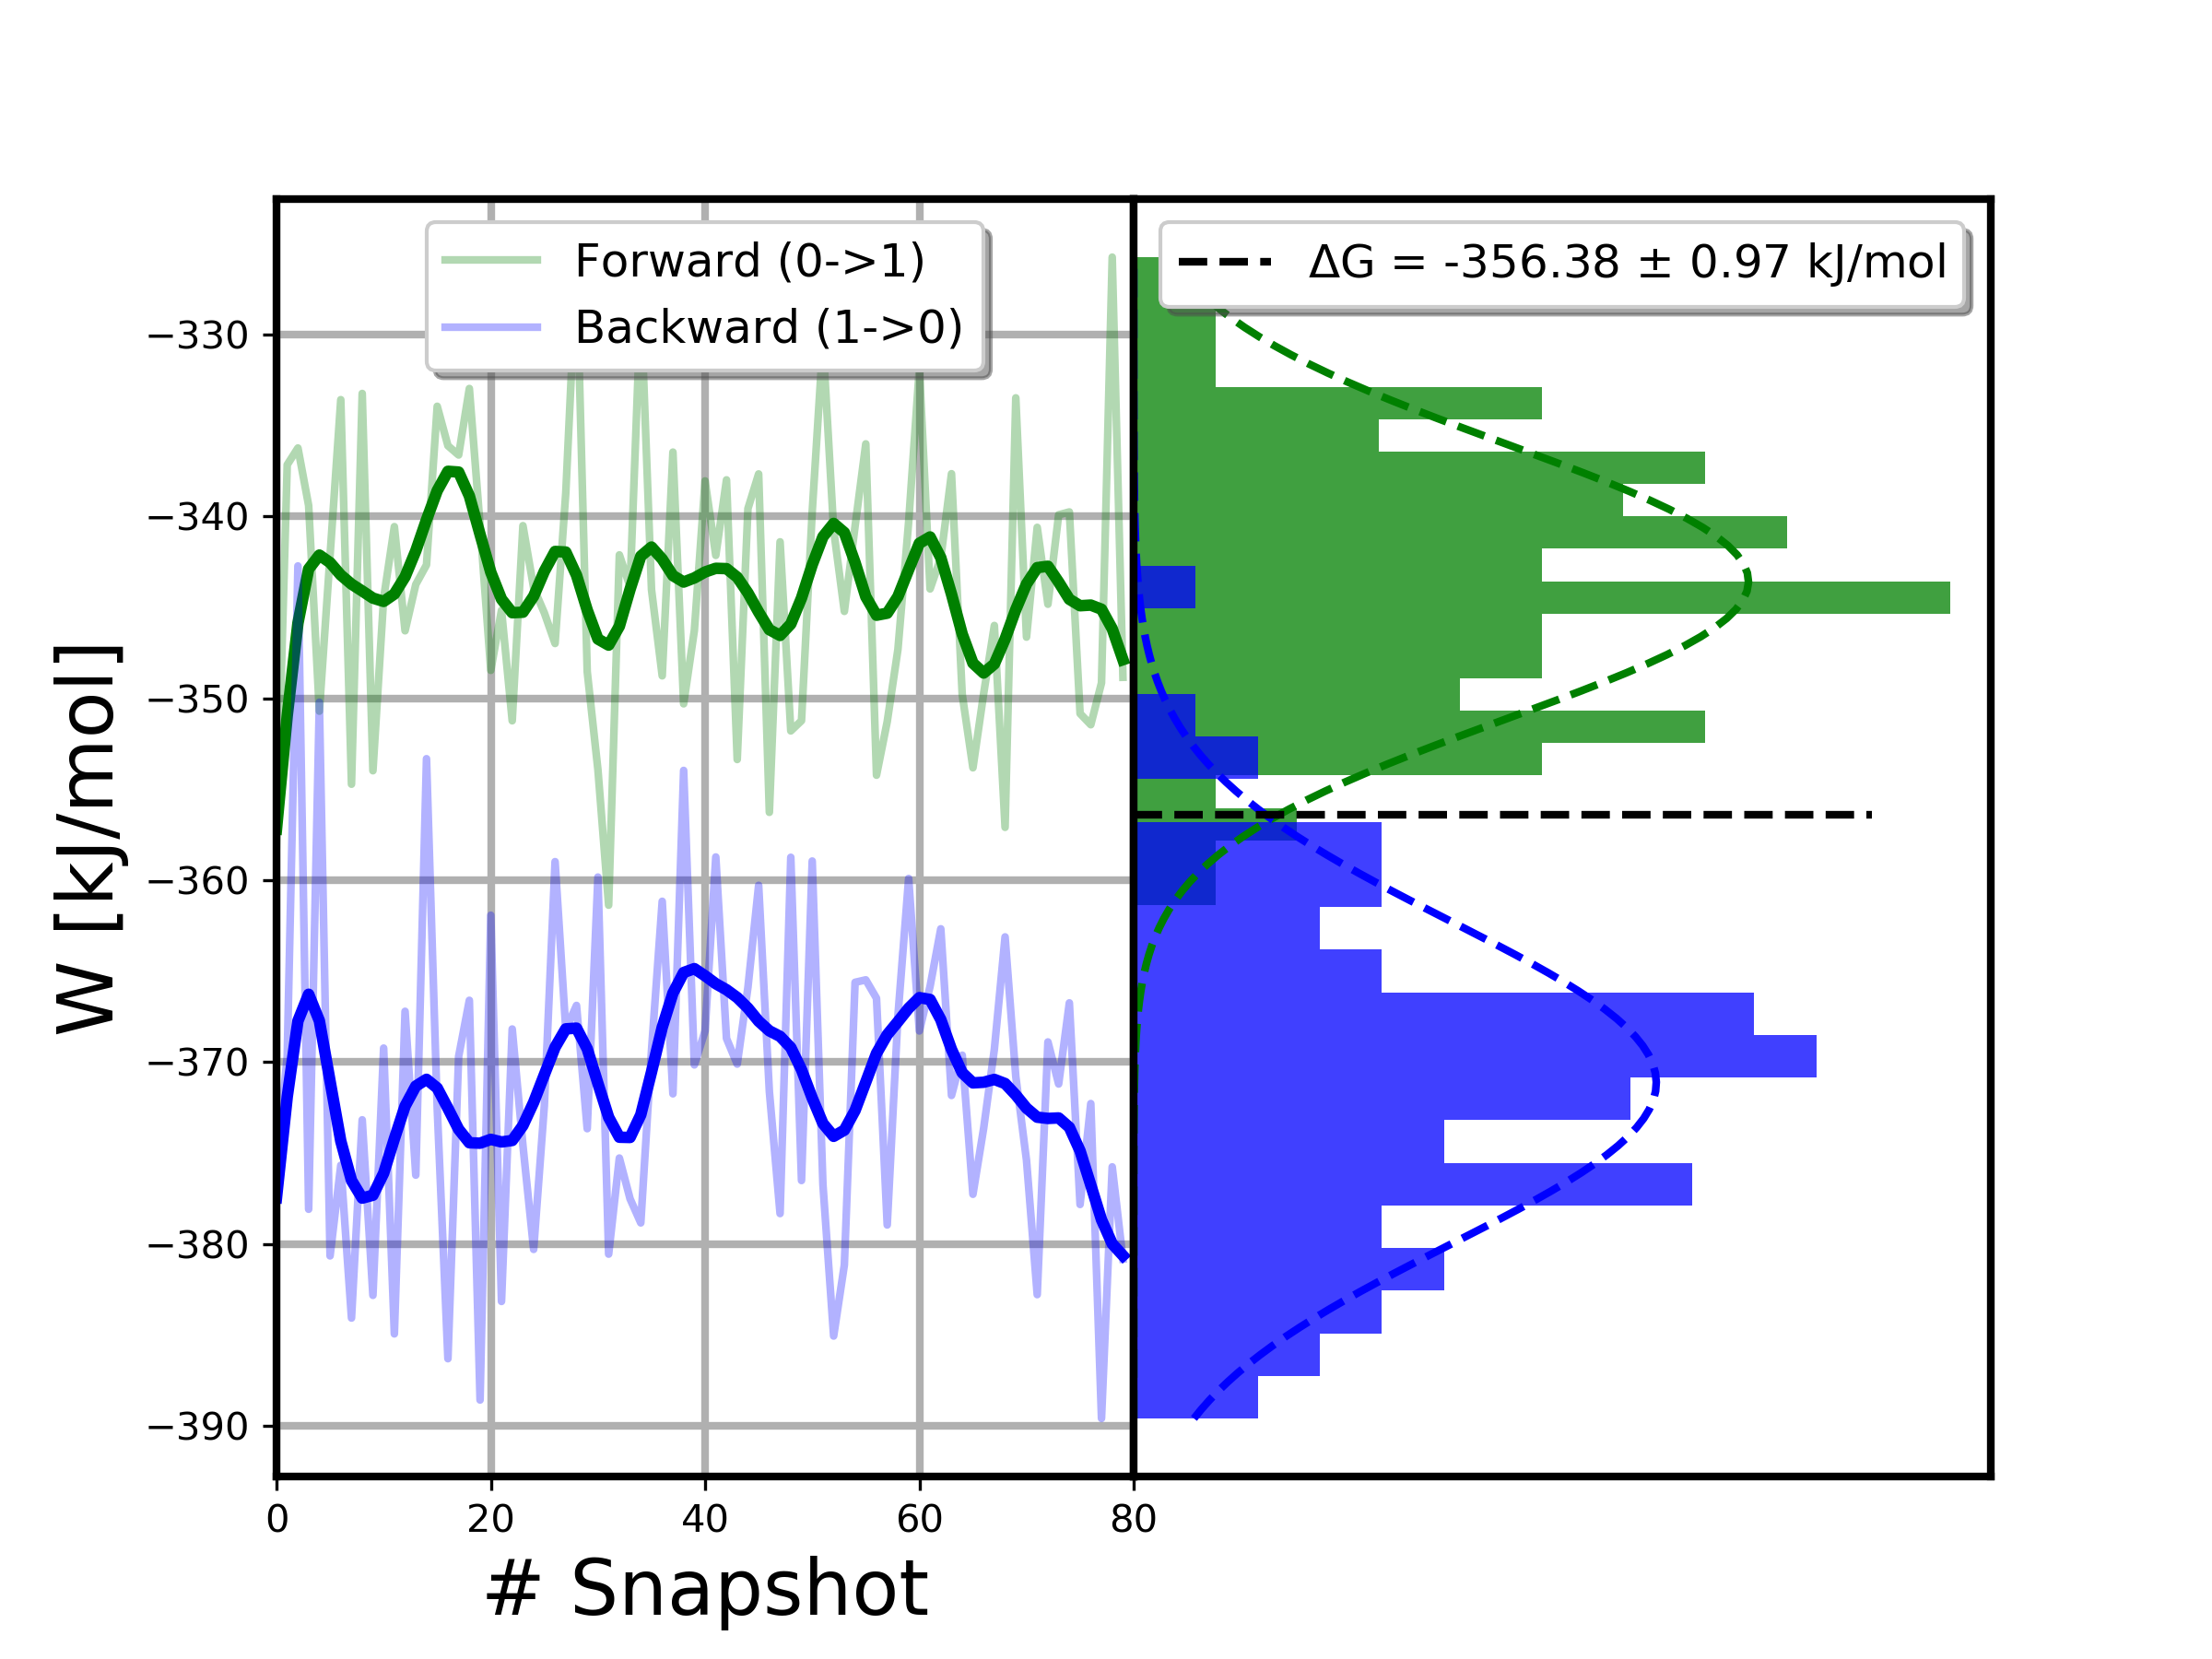 Forward (0->1)
Backward (1->0)
ΔG = -356.38 ± 0.97 kJ/mol
W [kJ/mol]
−330
−340
−350
−360
−370
−380
−390
0 20 40 60 80
# Snapshot